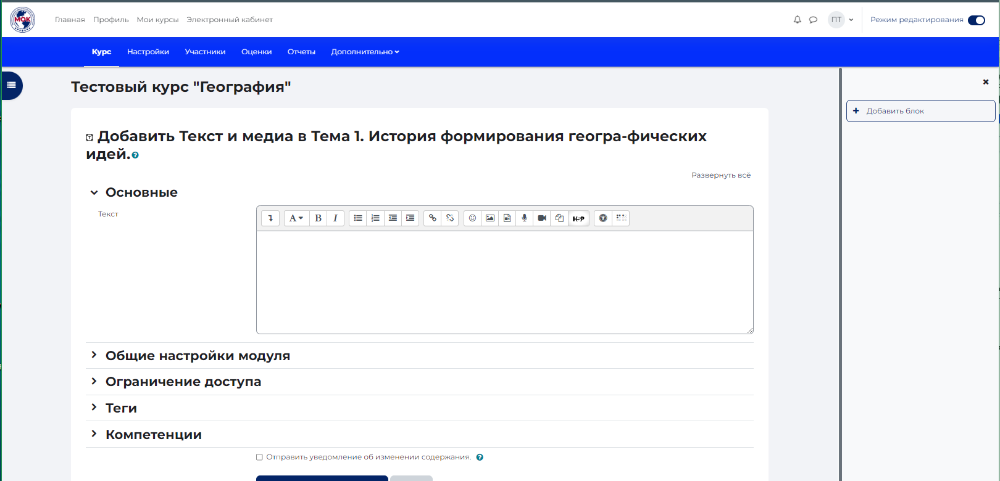 МОК
Главная Профиль Мои курсы Электронный кабинет
ПТ
Режим редактирования
Курс Настройки Участники Оценки Отчеты Дополнительно
Тестовый курс "География"
Добавить блок
Добавить Текст и медиа в Тема 1. История формирования геогра-фических
идей.
Развернуть всё
Основные
Текст
A B I
H-P
Общие настройки модуля
Ограничение доступа
Теги
Компетенции
Отправить уведомление об изменении содержания.